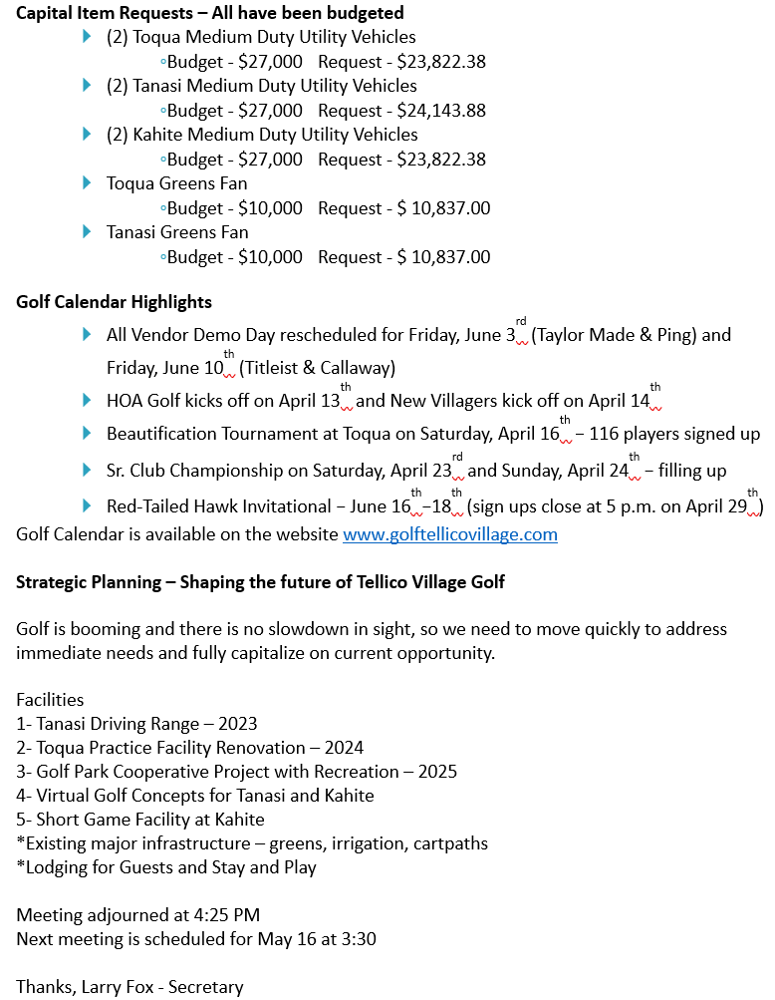 Capital Item Requests – All have been budgeted
(2) Toqua Medium Duty Utility Vehicles
Budget - $27,000 Request - $23,822.38
(2) Tanasi Medium Duty Utility Vehicles
Budget - $27,000 Request - $24,143.88
(2) Kahite Medium Duty Utility Vehicles
Budget - $27,000 Request - $23,822.38
Toqua Greens Fan
Budget - $10,000 Request - $ 10,837.00
Tanasi Greens Fan
Budget - $10,000 Request - $ 10,837.00
Golf Calendar Highlights
All Vendor Demo Day rescheduled for Friday, June 3rd (Taylor Made & Ping) and
Friday, June 10th (Titleist & Callaway)
HOA Golf kicks off on April 13th and New Villagers kick off on April 14th
Beautification Tournament at Toqua on Saturday, April 16th – 116 players signed up
Sr. Club Championship on Saturday, April 23rd and Sunday, April 24th – filling up
Red-Tailed Hawk Invitational – June 16th–18th (sign ups close at 5 p.m. on April 29th)
Golf Calendar is available on the website www.golftellicovillage.com
Strategic Planning – Shaping the future of Tellico Village Golf
Golf is booming and there is no slowdown in sight, so we need to move quickly to address
immediate needs and fully capitalize on current opportunity.
Facilities
1- Tanasi Driving Range – 2023
2- Toqua Practice Facility Renovation – 2024
3- Golf Park Cooperative Project with Recreation – 2025
4- Virtual Golf Concepts for Tanasi and Kahite
5- Short Game Facility at Kahite
*Existing major infrastructure – greens, irrigation, cartpaths
*Lodging for Guests and Stay and Play
Meeting adjourned at 4:25 PM
Next meeting is scheduled for May 16 at 3:30
Thanks, Larry Fox - Secretary